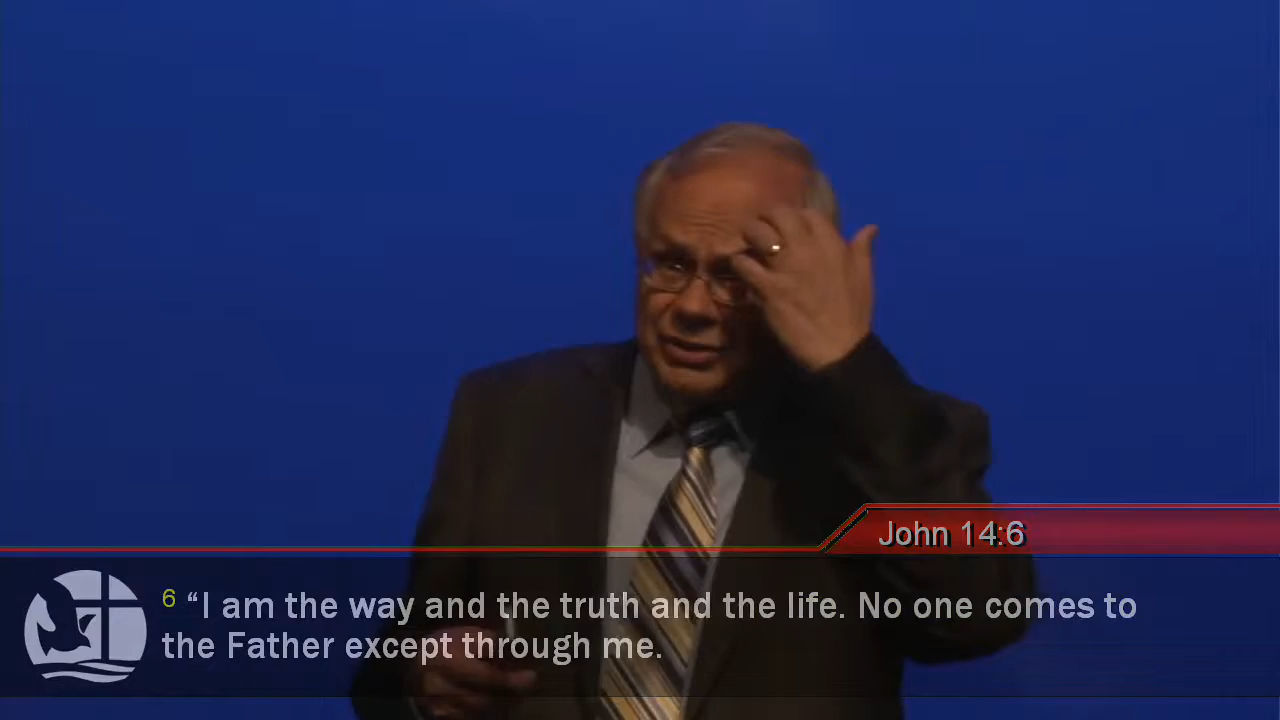 John 14:6
6 “I am the way and the truth and the life. No one comes to
the Father except through me.